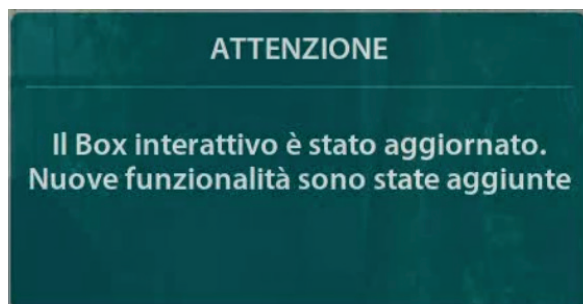 ATTENZIONE
Il Box interattivo è stato aggiornato.
Nuove funzionalità sono state aggiunte